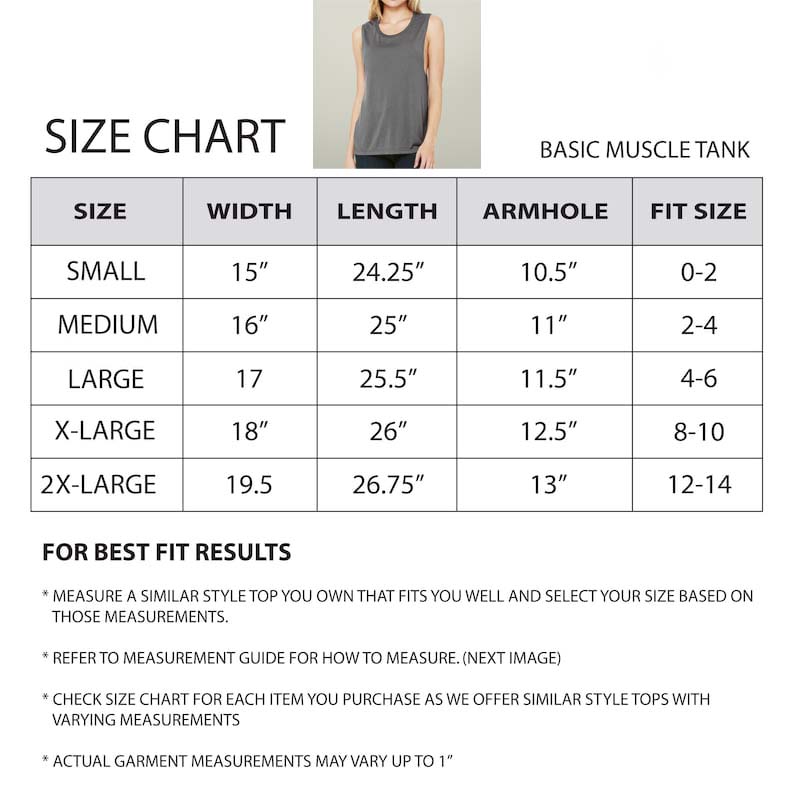 SIZE CHART
BASIC MUSCLE TANK
SIZE WIDTH LENGTH ARMHOLE FIT SIZE
SMALL 15” 24.25” 10.5” 0-2
MEDIUM 16” 25” 11” 2-4
LARGE 17 25.5” 11.5” 4-6
X-LARGE 18” 26” 12.5” 8-10
2X-LARGE 19.5 26.75” 13” 12-14
FOR BEST FIT RESULTS
* MEASURE A SIMILAR STYLE TOP YOU OWN THAT FITS YOU WELL AND SELECT YOUR SIZE BASED ON
THOSE MEASUREMENTS.
* REFER TO MEASUREMENT GUIDE FOR HOW TO MEASURE. (NEXT IMAGE)
* CHECK SIZE CHART FOR EACH ITEM YOU PURCHASE AS WE OFFER SIMILAR STYLE TOPS WITH
VARYING MEASUREMENTS
* ACTUAL GARMENT MEASUREMENTS MAY VARY UP TO 1”